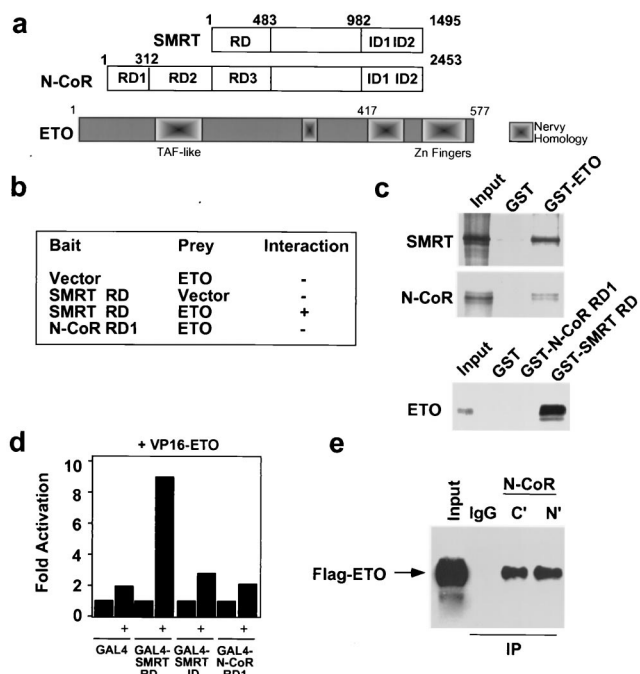 a
1 483 982 1495
SMRT RD ID1 ID2
1 312 2453
N-CoR RD1 RD2 RD3 ID1 ID2
1 417 577
ETO Nervy
Homology
TAF-like Zn Fingers
b
Bait Prey Interaction
Vector ETO -
SMRT RD Vector -
SMRT RD ETO +
N-CoR RD1 ETO -
c
Input GST GST-ETO
SMRT
N-CoR
Input GST GST-N-CoR RD1 GST-SMRT RD
ETO
d
+ VP16-ETO
10
8
6
4
2
0
Fold Activation
+ + + +
GAL4 GAL4- GAL4- GAL4-
SMRT SMRT N-CoR
RD ID RD1
e
N-CoR
Input IgG C' N'
Flag-ETO
IP